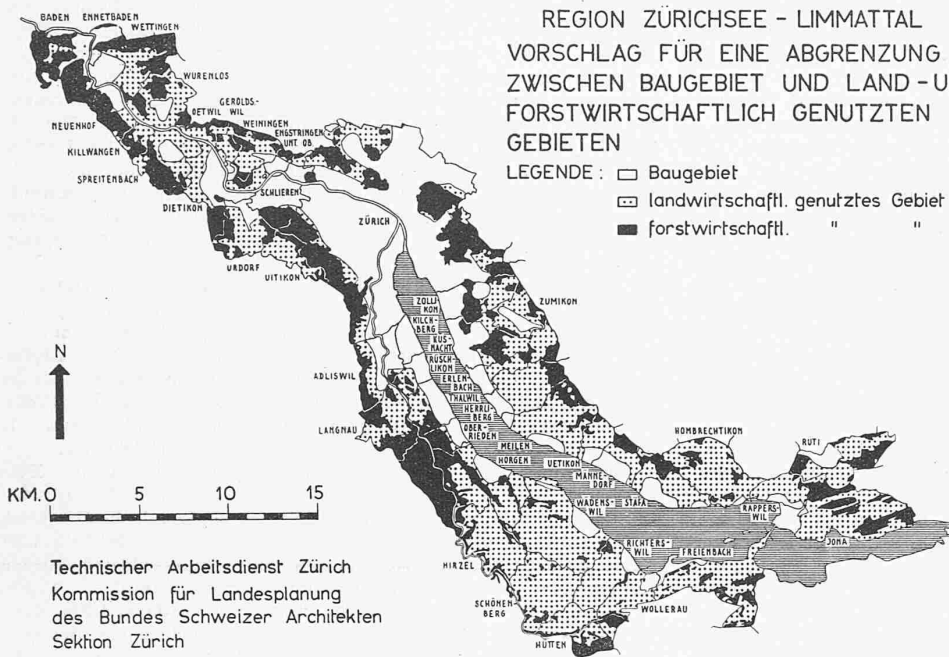 REGION ZÜRICHSEE - LIMMATTAL
VORSCHLAG FÜR EINE ABGRENZUNG
ZWISCHEN BAUGEBIET UND LAND-U
FORSTWIRTSCHAFTLICH GENUTZTEN
GEBIETEN
LEGENDE :
Baugebiet
landwirtschaftl. genutztes Gebiet
forstwirtschaftl. " "
BADEN
ENNETBADEN
WETTINGEN
WURENLOS
GEROLDS-
WIL
OETWIL
WEININGEN
ENGSTRINGEN
UNT. OB.
NEUENHOF
KILLWANGEN
SPREITENBACH
DIETIKON
SCHLIEREN
ZÜRICH
URDORF
UITIKON
ZUMIKON
ZOLLI-
KON
KILCH-
BERG
KÜS-
NACHT
RÜSCH-
LIKON
ERLEN-
BACH
THALWIL
HERRLI-
BERG
OBER-
RIEDEN
MEILEN
HORGEN
UETIKON
MÄNNE-
DORF
STÄFA
WÄDENS-
WIL
ADLISWIL
LANGNAU
HOMBRECHTIKON
RÜTI
RAPPERS-
WIL
JONA
RICHTERS-
WIL
FREIENBACH
HIRZEL
SCHÖNEN-
BERG
WOLLERAU
HÜTTEN
N
KM. 0 5 10 15
Technischer Arbeitsdienst Zürich
Kommission für Landesplanung
des Bundes Schweizer Architekten
Sektion Zürich